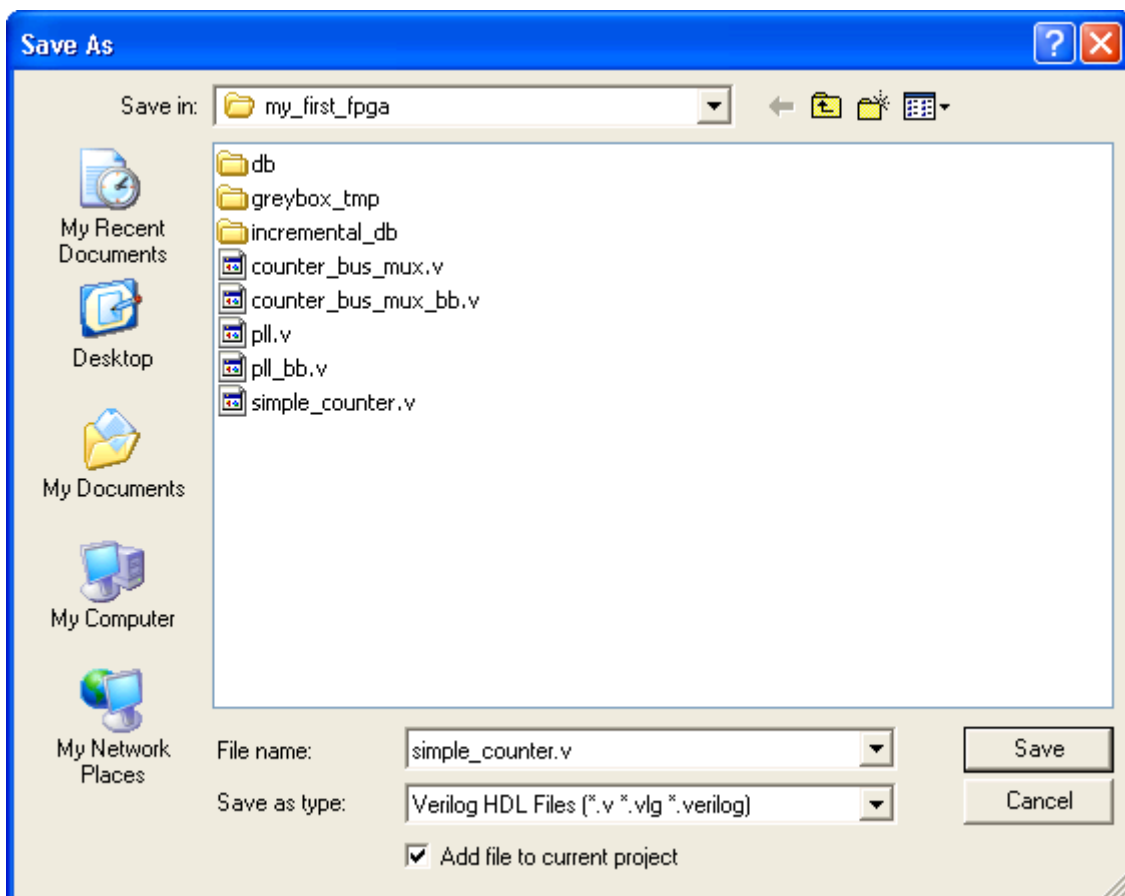 Save As
Save in:
my_first_fpga
My Recent
Documents
Desktop
My Documents
My Computer
My Network
Places
db
greybox_tmp
incremental_db
counter_bus_mux.v
counter_bus_mux_bb.v
pll.v
pll_bb.v
simple_counter.v
File name:
simple_counter.v
Save
Save as type:
Verilog HDL Files (*.v *.vlg *.verilog)
Cancel
Add file to current project